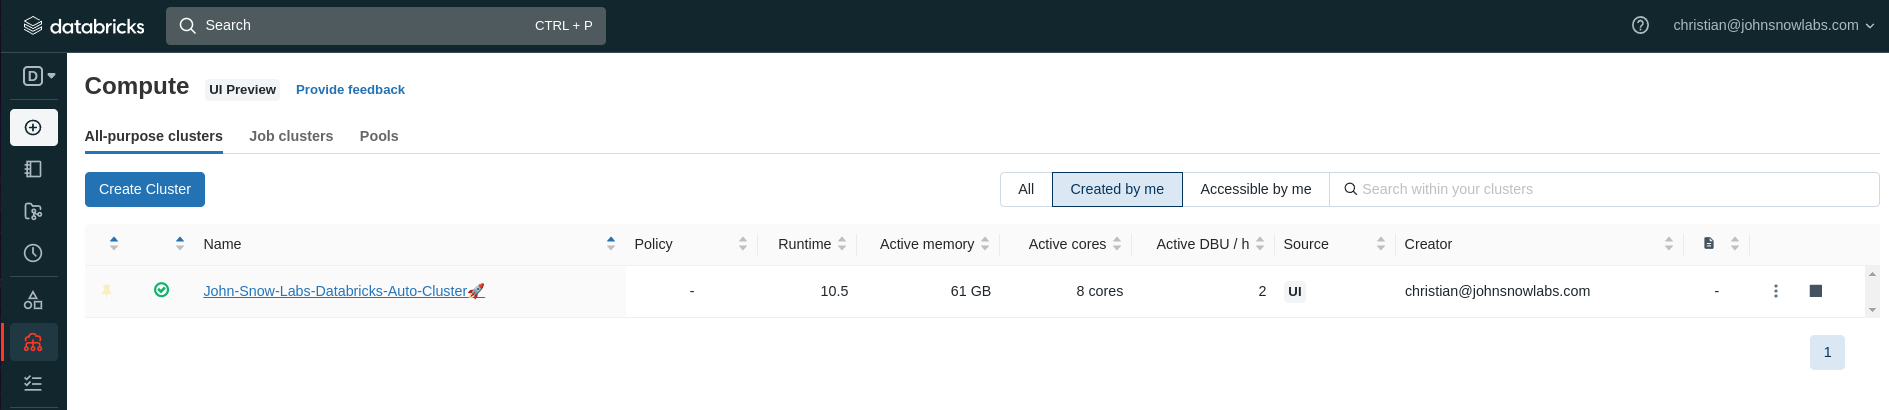 databricks Search CTRL + P christian@johnsnowlabs.com
D
Compute UI Preview Provide feedback
All-purpose clusters Job clusters Pools
Create Cluster All Created by me Accessible by me Search within your clusters
Name Policy Runtime Active memory Active cores Active DBU / h Source Creator
John-Snow-Labs-Databricks-Auto-Cluster🚀 - 10.5 61 GB 8 cores 2 UI christian@johnsnowlabs.com -
1